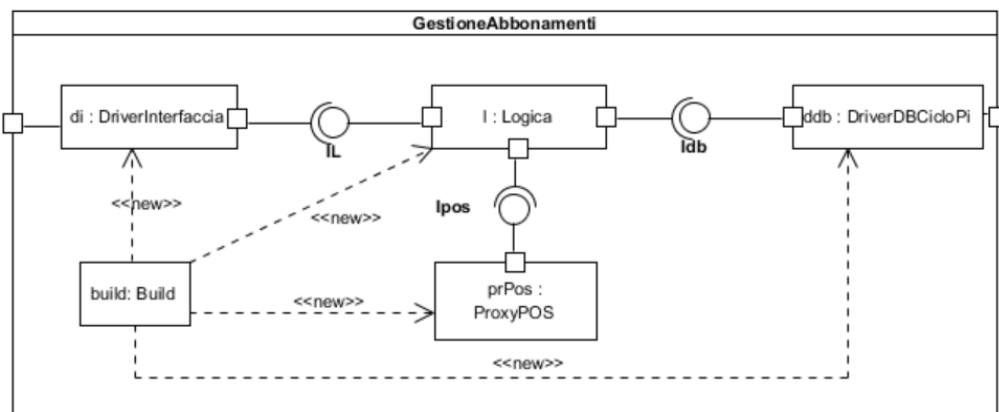 GestioneAbbonamenti
di : DriverInterfaccia
l : Logica
ddb : DriverDBCicloPi
IL
Idb
<<new>>
<<new>>
Ipos
build: Build
<<new>>
prPos :
ProxyPOS
<<new>>